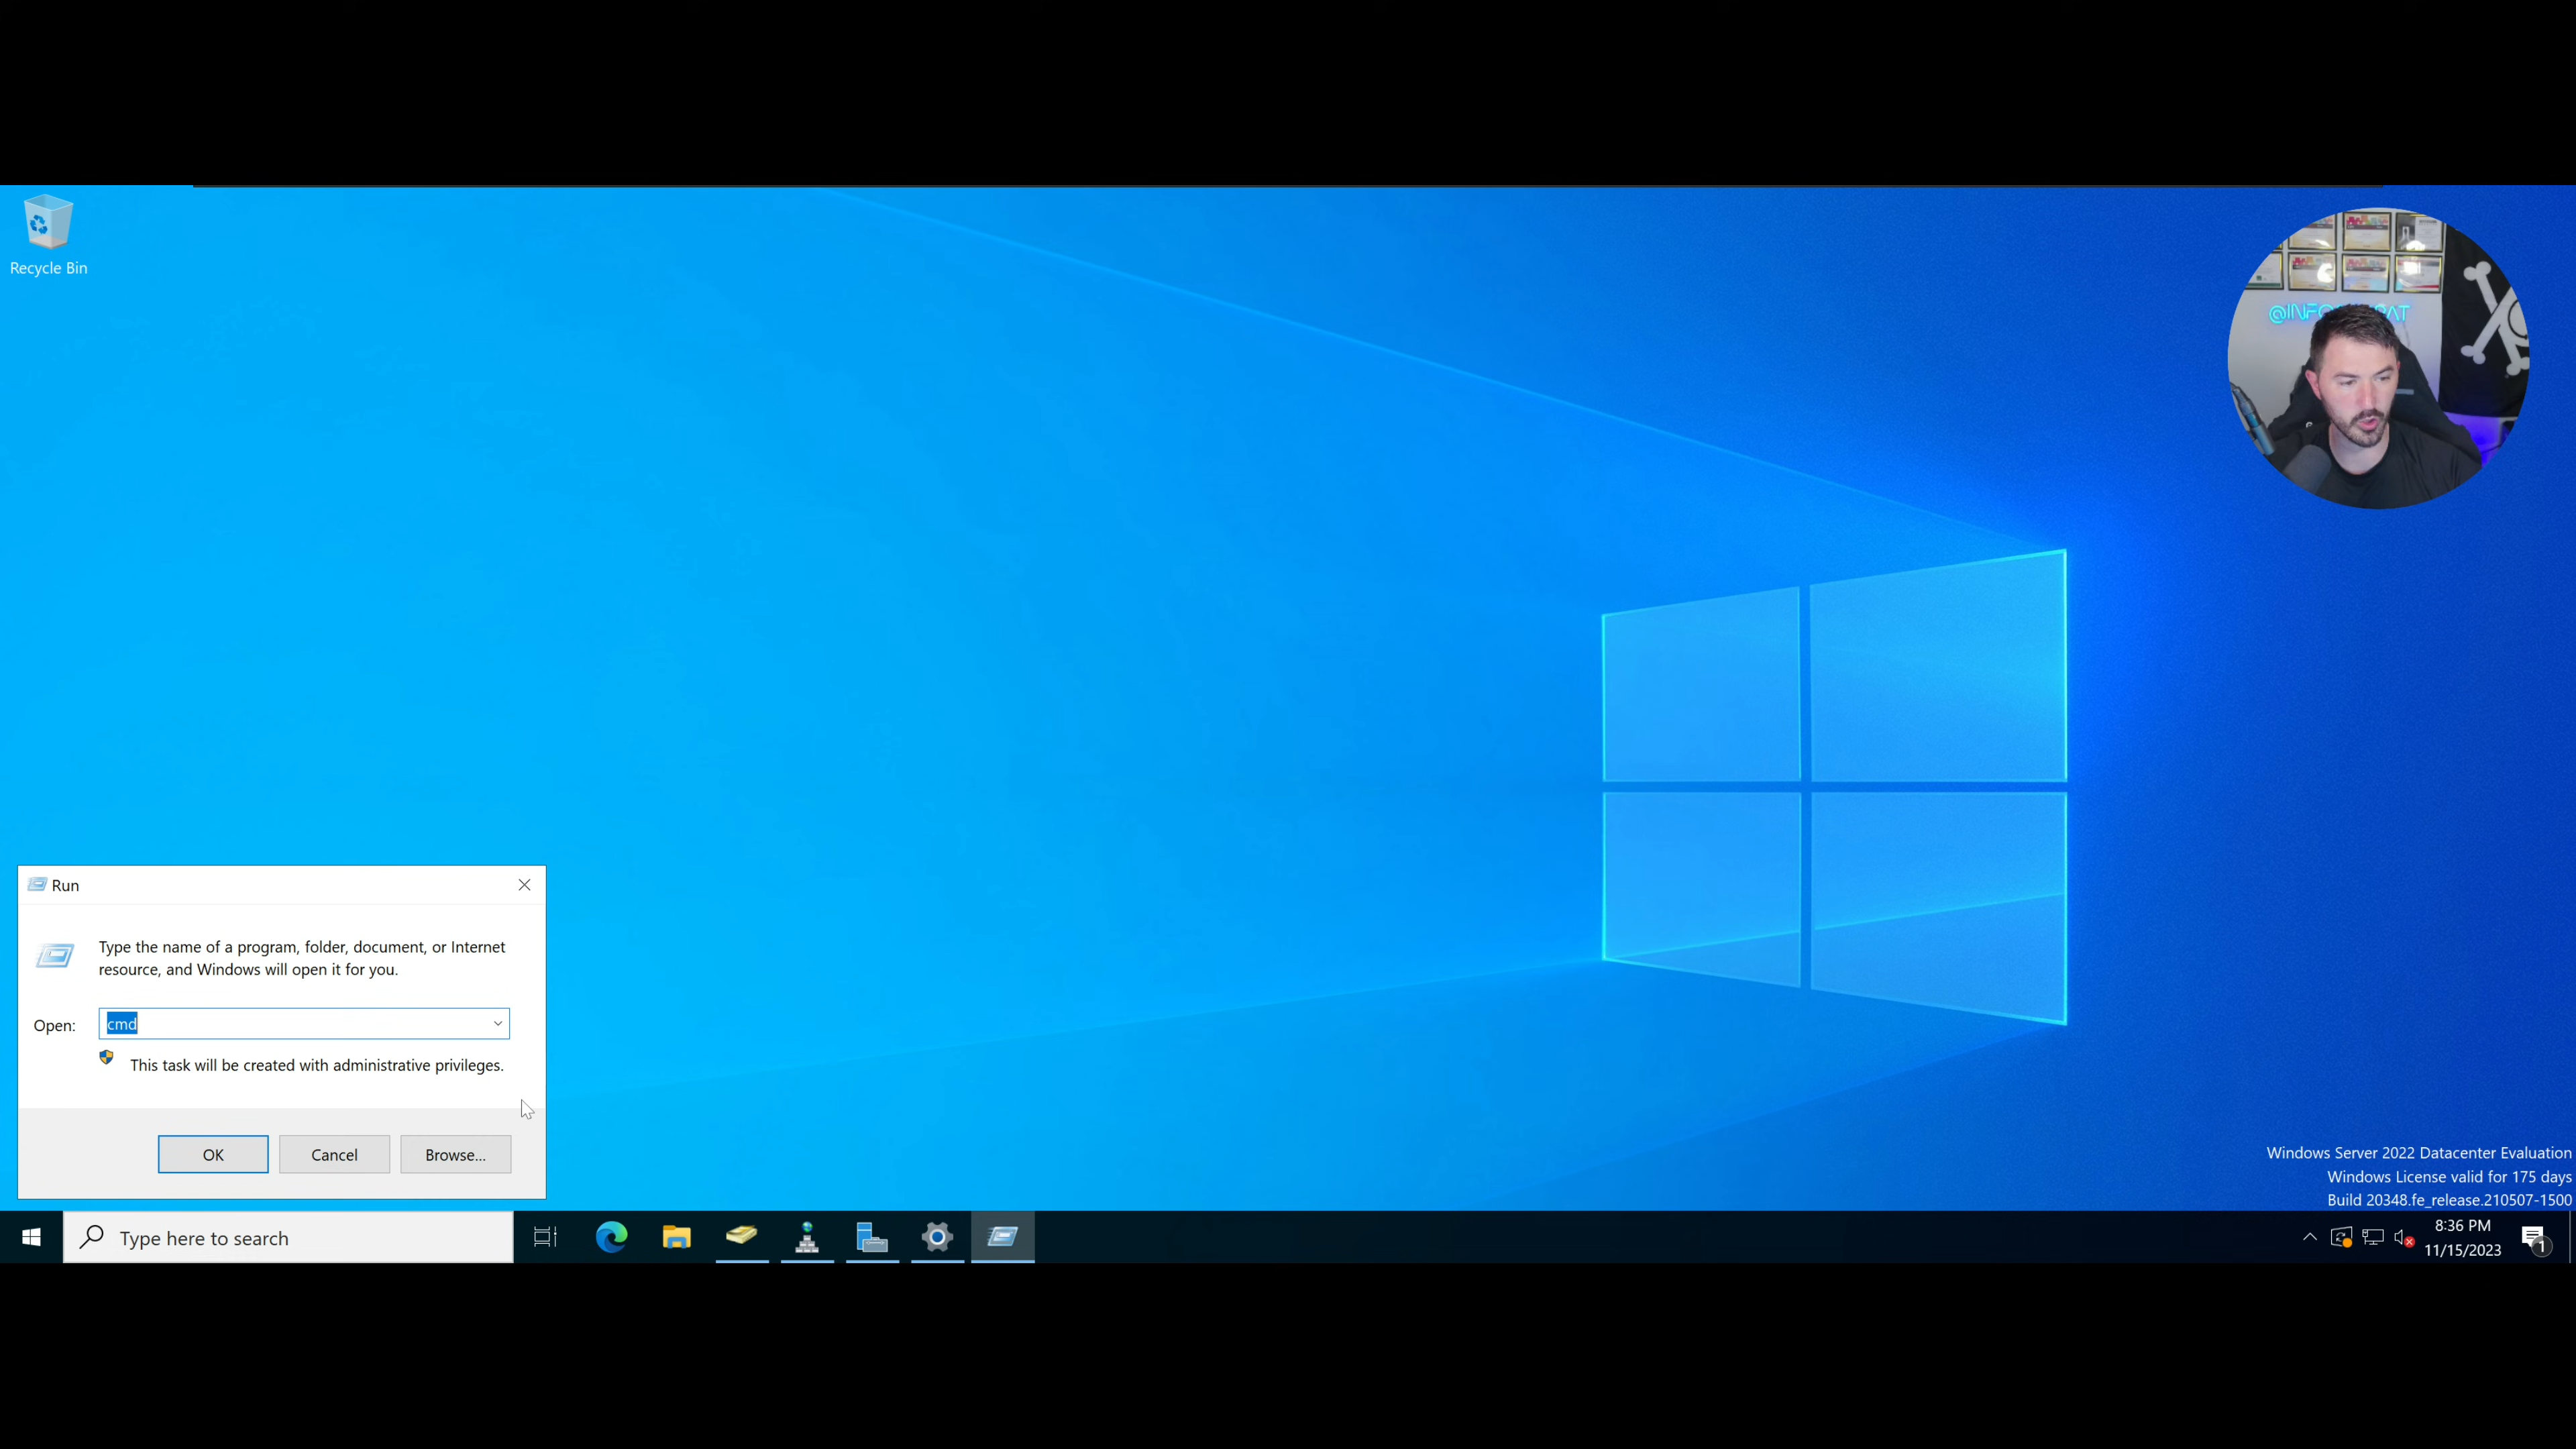 Recycle Bin
Run
Type the name of a program, folder, document, or Internet
resource, and Windows will open it for you.
Open:
cmd
This task will be created with administrative privileges.
OK
Cancel
Browse...
Windows Server 2022 Datacenter Evaluation
Windows License valid for 175 days
Build 20348.fe_release.210507-1500
Type here to search
8:36 PM
11/15/2023
1